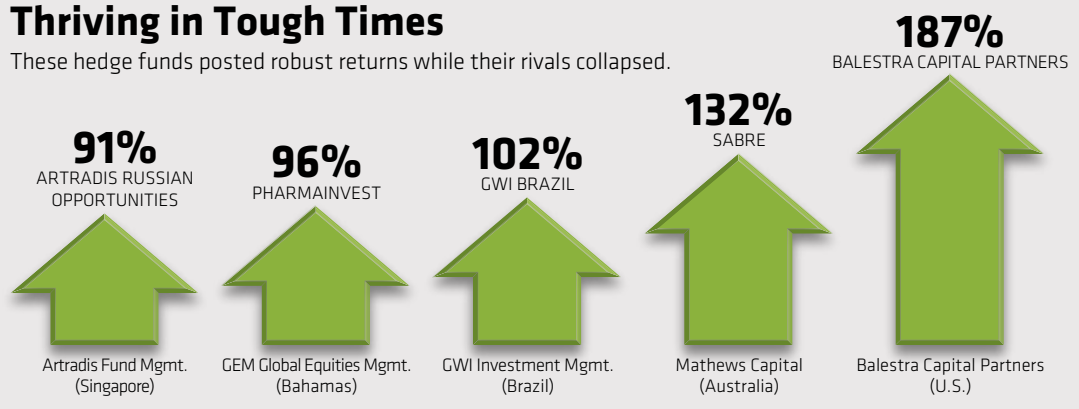 Thriving in Tough Times
These hedge funds posted robust returns while their rivals collapsed.
91%
ARTRADIS RUSSIAN
OPPORTUNITIES
96%
PHARMAINVEST
102%
GWI BRAZIL
132%
SABRE
187%
BALESTRA CAPITAL PARTNERS
Artradis Fund Mgmt.
(Singapore)
GEM Global Equities Mgmt.
(Bahamas)
GWI Investment Mgmt.
(Brazil)
Mathews Capital
(Australia)
Balestra Capital Partners
(U.S.)